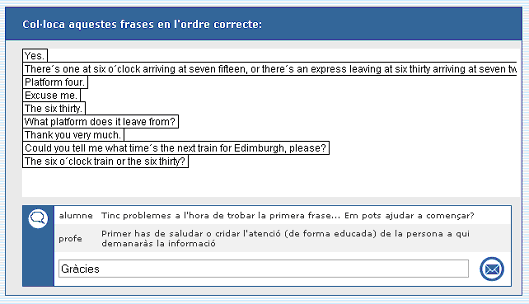 Col·loca aquestes frases en l'ordre correcte:
Yes.
There´s one at six o´clock arriving at seven fifteen, or there´s an express leaving at six thirty arriving at seven
Platform four.
Excuse me.
The six thirty.
What platform does it leave from?
Thank you very much.
Could you tell me what time´s the next train for Edimburgh, please?
The six o´clock train or the six thirty?
alumne Tinc problemes a l'hora de trobar la primera frase... Em pots ajudar a començar?
profe Primer has de saludar o cridar l'atenció (de forma educada) de la persona a qui
demanaràs la informació
Gràcies